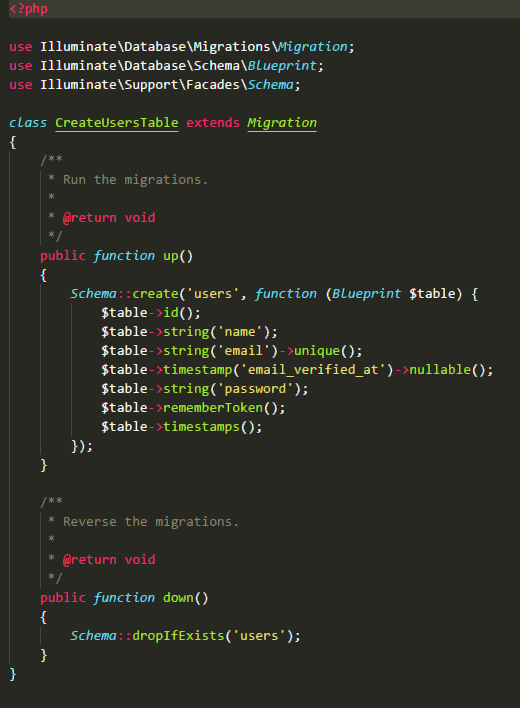 <?php

use Illuminate\Database\Migrations\Migration;
use Illuminate\Database\Schema\Blueprint;
use Illuminate\Support\Facades\Schema;

class CreateUsersTable extends Migration
{
    /**
     * Run the migrations.
     *
     * @return void
     */
    public function up()
    {
        Schema::create('users', function (Blueprint $table) {
            $table->id();
            $table->string('name');
            $table->string('email')->unique();
            $table->timestamp('email_verified_at')->nullable();
            $table->string('password');
            $table->rememberToken();
            $table->timestamps();
        });
    }

    /**
     * Reverse the migrations.
     *
     * @return void
     */
    public function down()
    {
        Schema::dropIfExists('users');
    }
}